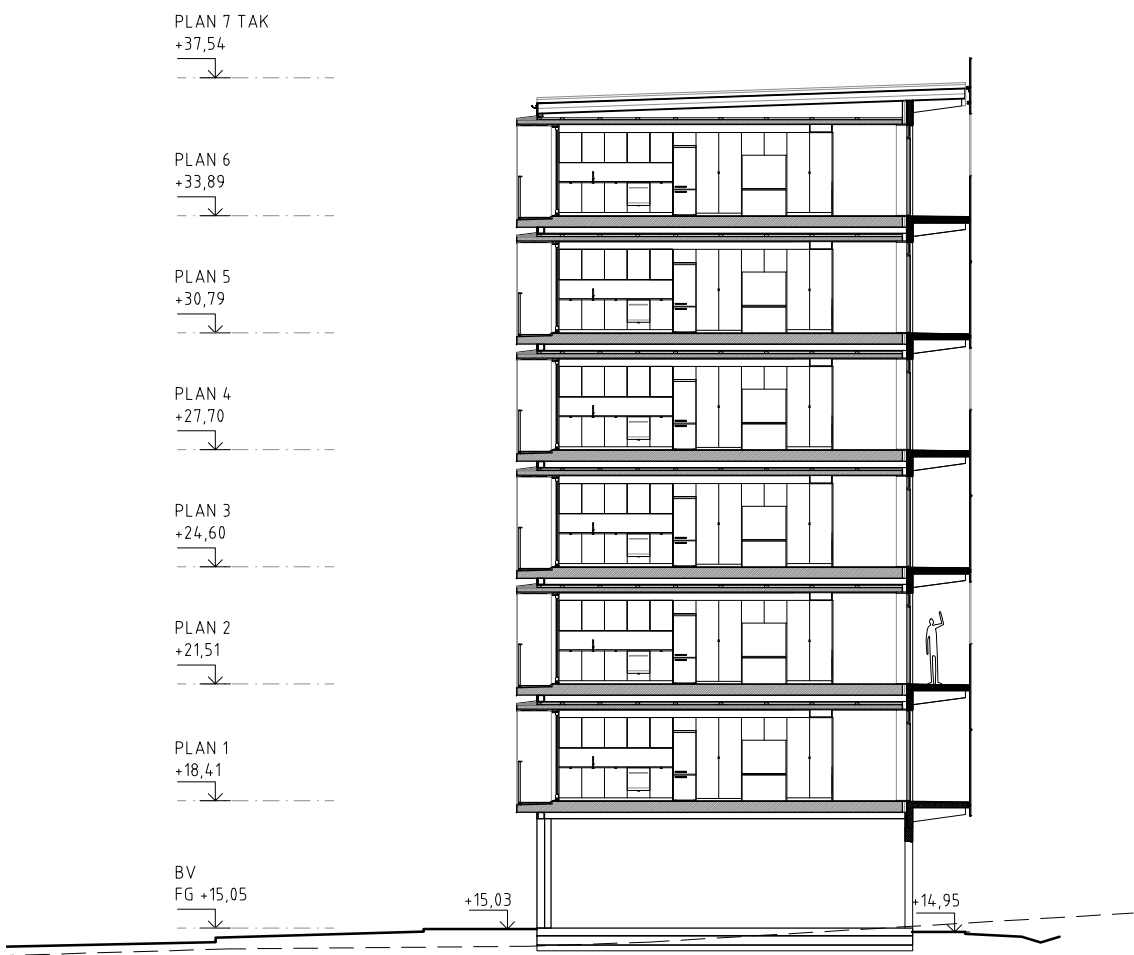 PLAN 7 TAK
+37,54
PLAN 6
+33,89
PLAN 5
+30,79
PLAN 4
+27,70
PLAN 3
+24,60
PLAN 2
+21,51
PLAN 1
+18,41
BV
FG +15,05
+15,03
+14,95